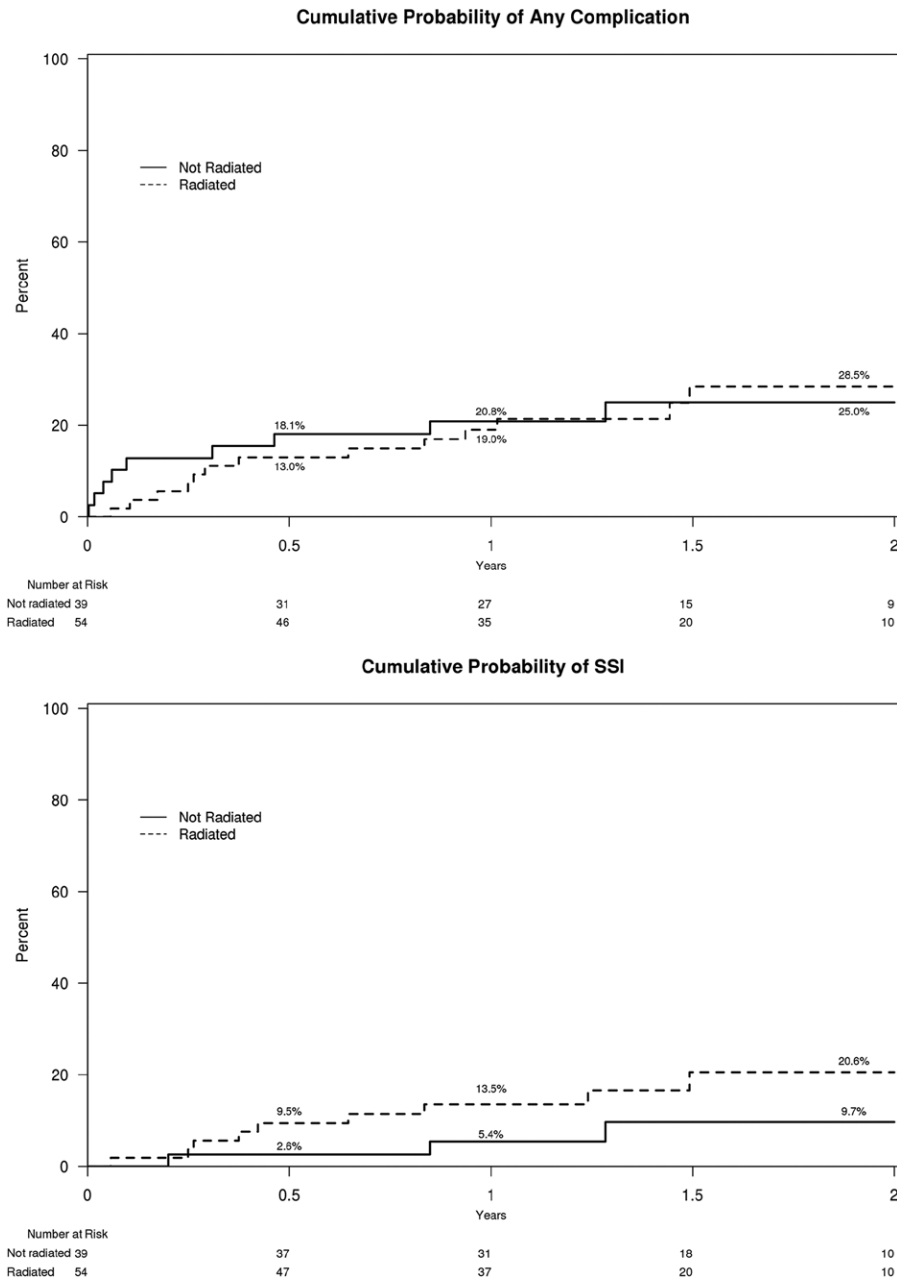 Cumulative Probability of Any Complication
100
80
60
40
20
0
Percent
Not Radiated
Radiated
18.1%
13.0%
20.8%
19.0%
28.5%
25.0%
0 0.5 1 1.5 2
Years
Number at Risk
Not radiated 39 31 27 15 9
Radiated 54 46 35 20 10
Cumulative Probability of SSI
100
80
60
40
20
0
Percent
Not Radiated
Radiated
9.5%
2.6%
13.5%
5.4%
20.6%
9.7%
0 0.5 1 1.5 2
Years
Number at Risk
Not radiated 39 37 31 18 10
Radiated 54 47 37 20 10